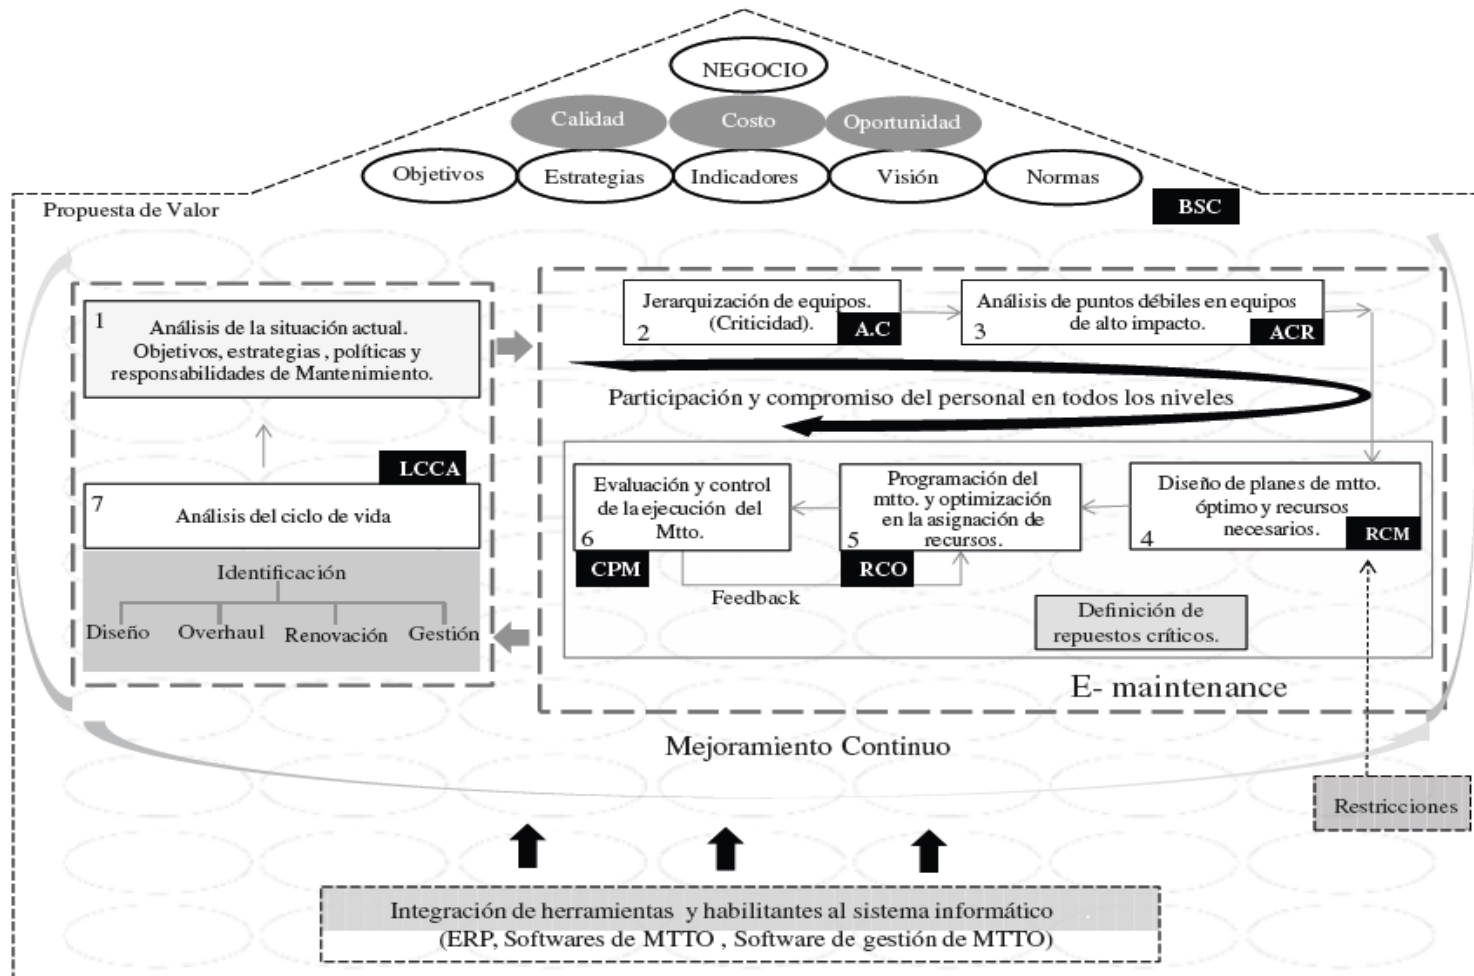 NEGOCIO
Calidad
Costo
Oportunidad
Objetivos
Estrategias
Indicadores
Visión
Normas
Propuesta de Valor
BSC
1
Análisis de la situación actual.
Objetivos, estrategias , políticas y
responsabilidades de Mantenimiento.
Jerarquización de equipos.
(Criticidad).
2
A.C
Análisis de puntos débiles en equipos
de alto impacto.
3
ACR
Participación y compromiso del personal en todos los niveles
LCCA
7
Análisis del ciclo de vida
Identificación
Diseño
Overhaul
Renovación
Gestión
Evaluación y control
de la ejecución del
Mtto.
6
CPM
Programación del
mtto. y optimización
en la asignación de
recursos.
5
RCO
Diseño de planes de mtto.
óptimo y recursos
necesarios.
4
RCM
Feedback
Definición de
repuestos críticos.
E- maintenance
Mejoramiento Continuo
Restricciones
Integración de herramientas y habilitantes al sistema informático
(ERP, Softwares de MTTO , Software de gestión de MTTO)